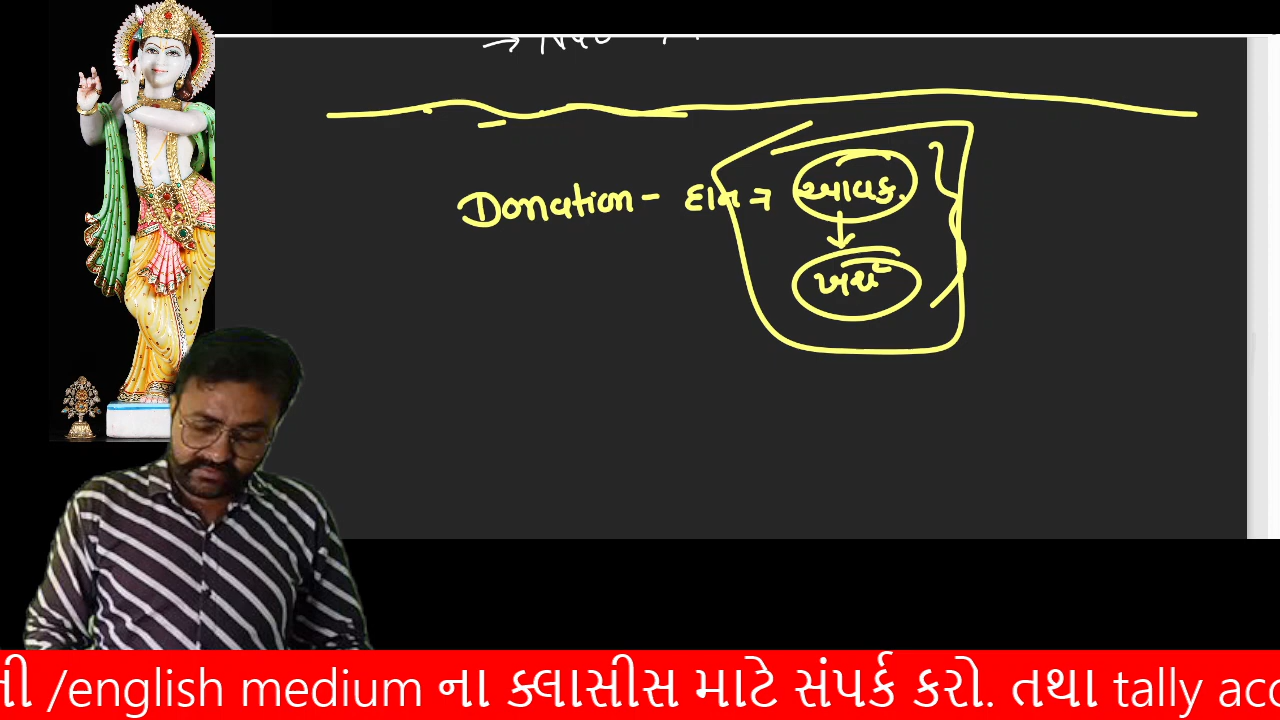 Donation - દાન → આવક.
ખર્ચ
તી /english medium ના ક્લાસીસ માટે સંપર્ક કરો. તથા tally acc